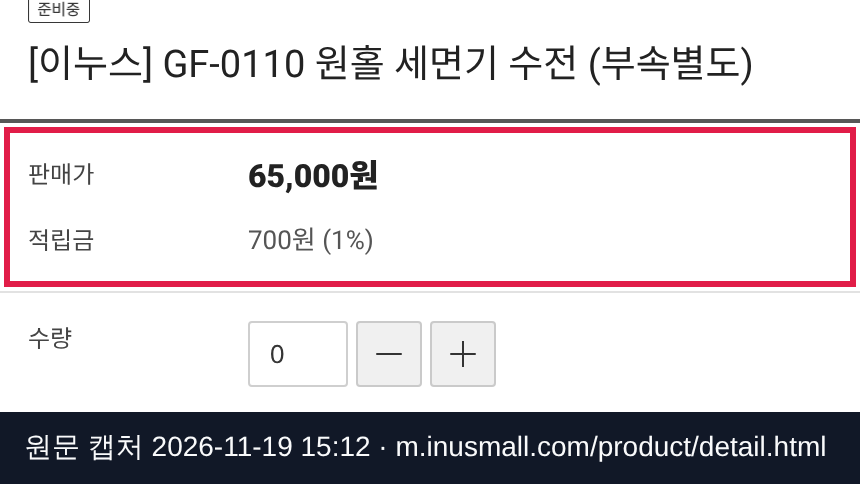 준비중
[이누스] GF-0110 원홀 세면기 수전 (부속별도)
판매가 65,000원
적립금 700원 (1%)
수량 0 — +
원문 캡처 2026-11-19 15:12 · m.inusmall.com/product/detail.html